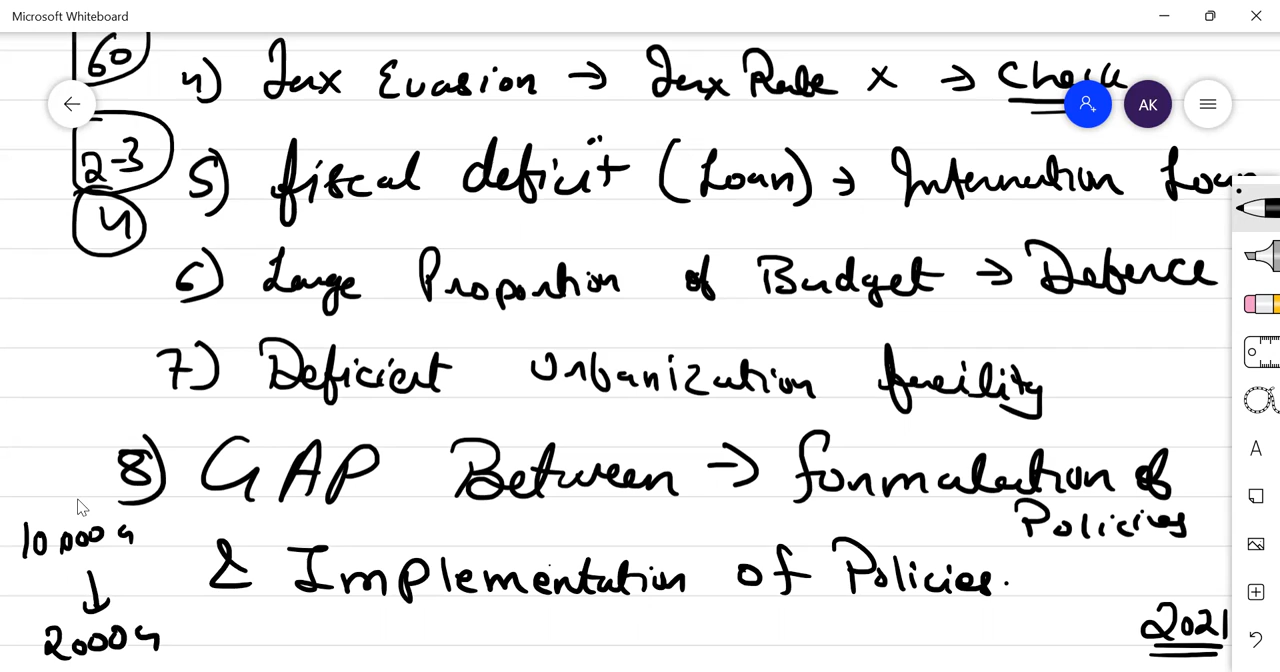 Microsoft Whiteboard
60
4) Tax Evasion → Tax Rate x → Check
AK
2-3
5) fiscal deficit (Loan) → Internation Loan
4
6) Large Proportion of Budget → Defence
7) Deficient Urbanization facility
8) GAP Between → formulation of
Policies
10,000
& Implementation of Policies.
↓
2021
A